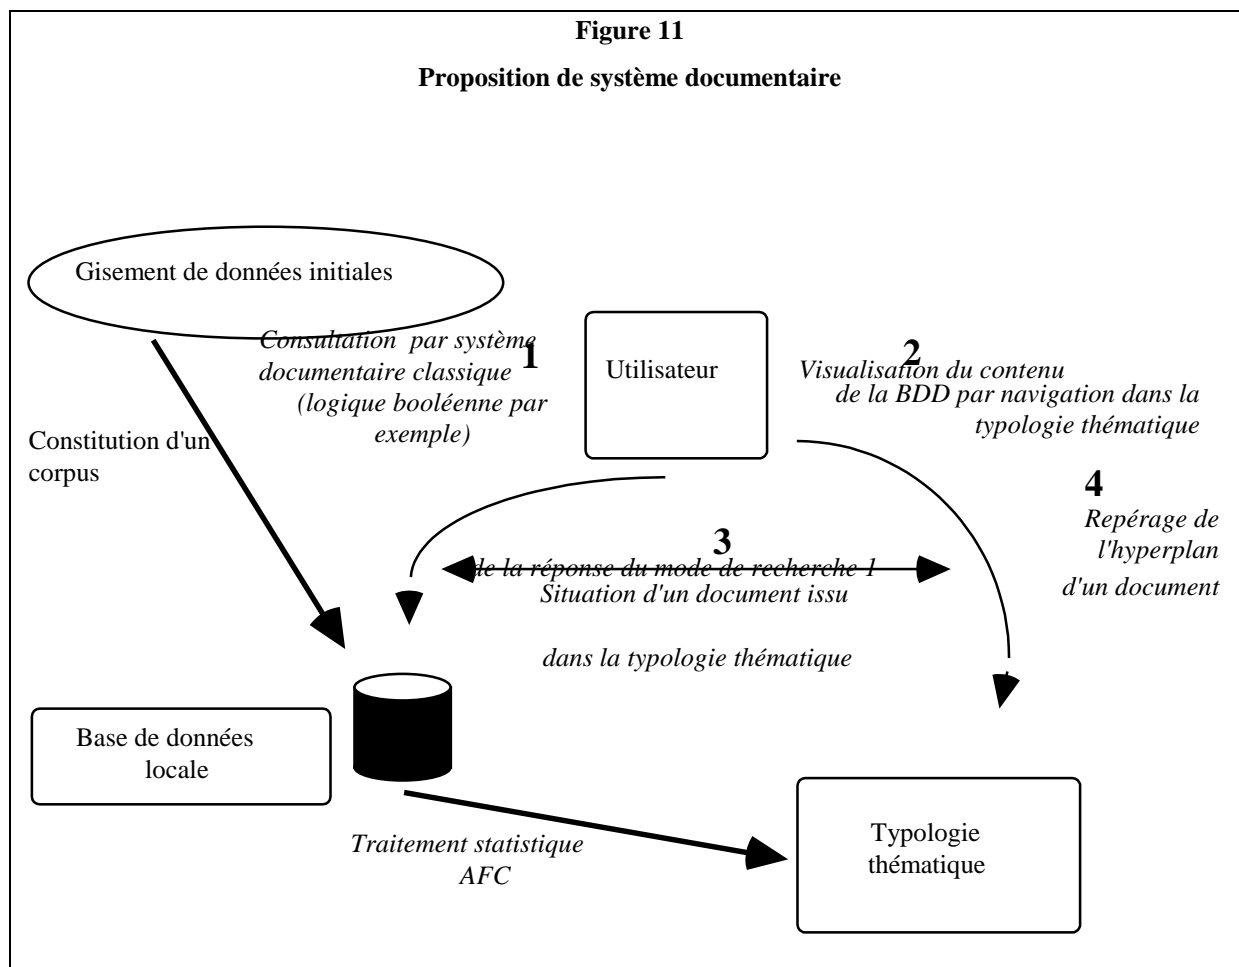 Figure 11
Proposition de système documentaire
Gisement de données initiales
Consultation par système
documentaire classique
(logique booléenne par
exemple)
1
Utilisateur
2
Visualisation du contenu
de la BDD par navigation dans la
typologie thématique
Constitution d'un
corpus
4
Repérage de
l'hyperplan
d'un document
3
de la réponse du mode de recherche 1
Situation d'un document issu
dans la typologie thématique
Base de données
locale
Traitement statistique
AFC
Typologie
thématique